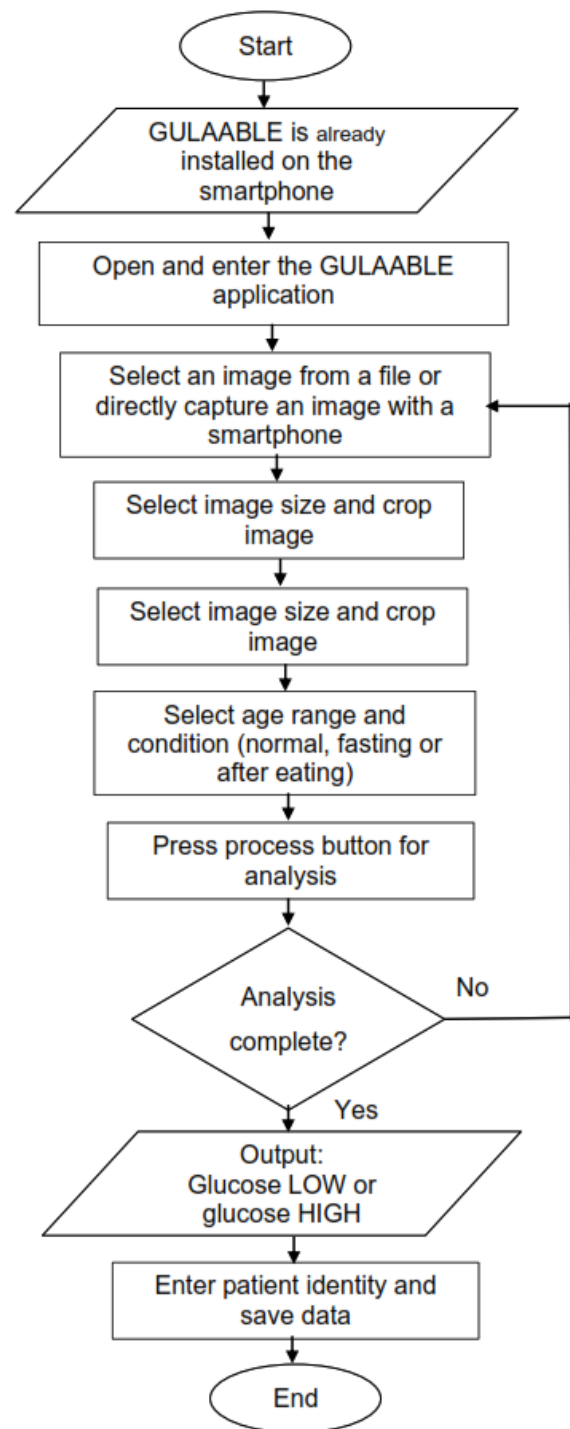 Start
GULAABLE is already
installed on the
smartphone
Open and enter the GULAABLE
application
Select an image from a file or
directly capture an image with a
smartphone
Select image size and crop
image
Select image size and crop
image
Select age range and
condition (normal, fasting or
after eating)
Press process button for
analysis
Analysis
complete?
No
Yes
Output:
Glucose LOW or
glucose HIGH
Enter patient identity and
save data
End